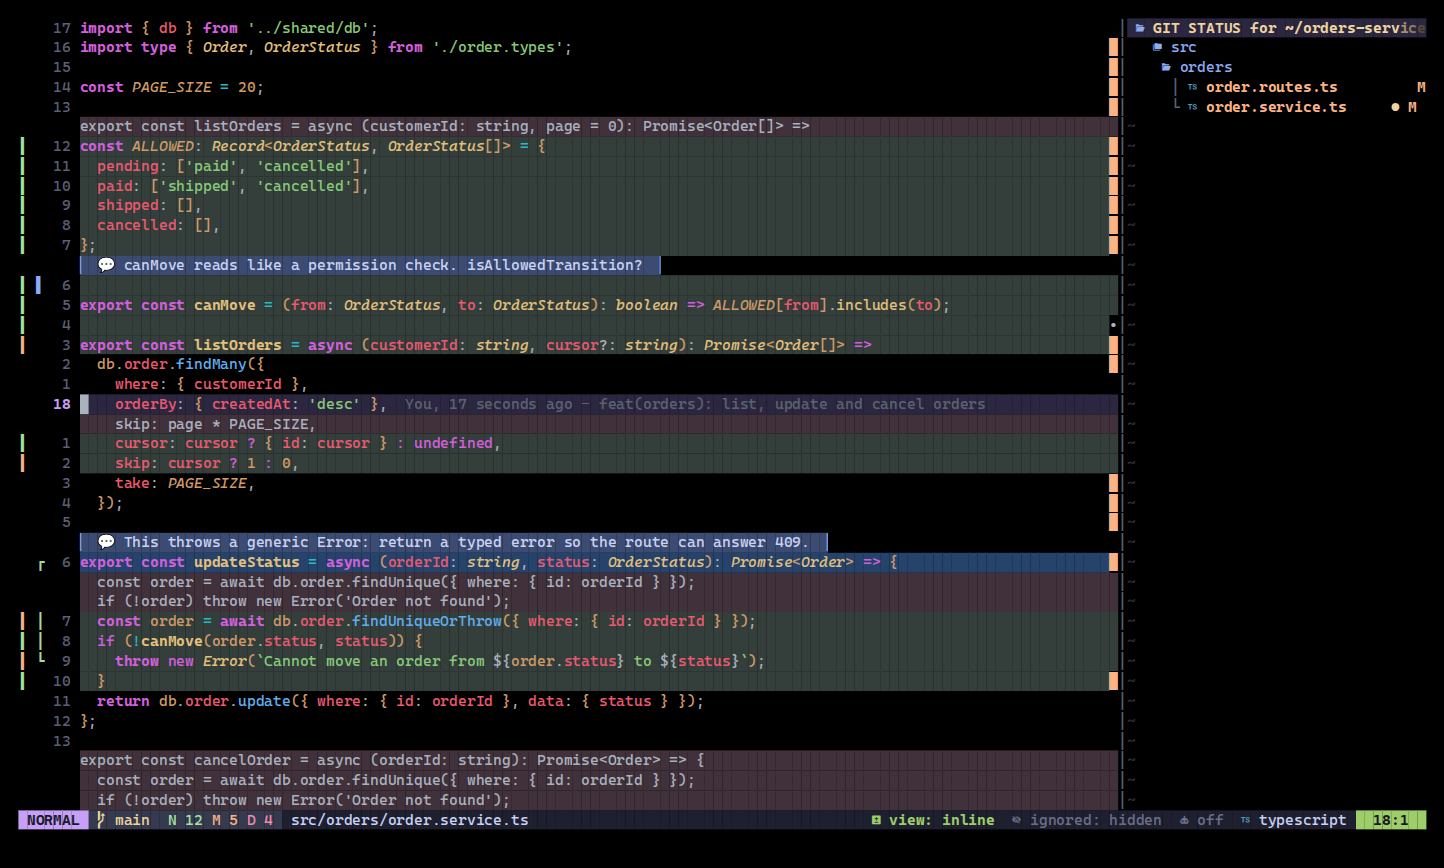 17 import { db } from '../shared/db';
16 import type { Order, OrderStatus } from './order.types';
15
14 const PAGE_SIZE = 20;
13
export const listOrders = async (customerId: string, page = 0): Promise<Order[]> =>
12 const ALLOWED: Record<OrderStatus, OrderStatus[]> = {
11   pending: ['paid', 'cancelled'],
10   paid: ['shipped', 'cancelled'],
9   shipped: [],
8   cancelled: [],
7 };
💬 canMove reads like a permission check. isAllowedTransition?
6
5 export const canMove = (from: OrderStatus, to: OrderStatus): boolean => ALLOWED[from].includes(to);
4
3 export const listOrders = async (customerId: string, cursor?: string): Promise<Order[]> =>
2   db.order.findMany({
1     where: { customerId },
18     orderBy: { createdAt: 'desc' },  You, 17 seconds ago - feat(orders): list, update and cancel orders
    skip: page * PAGE_SIZE,
1     cursor: cursor ? { id: cursor } : undefined,
2     skip: cursor ? 1 : 0,
3     take: PAGE_SIZE,
4   });
5
💬 This throws a generic Error: return a typed error so the route can answer 409.
6 export const updateStatus = async (orderId: string, status: OrderStatus): Promise<Order> => {
  const order = await db.order.findUnique({ where: { id: orderId } });
  if (!order) throw new Error('Order not found');
7   const order = await db.order.findUniqueOrThrow({ where: { id: orderId } });
8   if (!canMove(order.status, status)) {
9     throw new Error(`Cannot move an order from ${order.status} to ${status}`);
10   }
11   return db.order.update({ where: { id: orderId }, data: { status } });
12 };
13
export const cancelOrder = async (orderId: string): Promise<Order> => {
  const order = await db.order.findUnique({ where: { id: orderId } });
  if (!order) throw new Error('Order not found');
GIT STATUS for ~/orders-service
src
orders
TS order.routes.ts M
TS order.service.ts ● M
NORMAL main N 12 M 5 D 4 src/orders/order.service.ts view: inline ignored: hidden off TS typescript 18:1